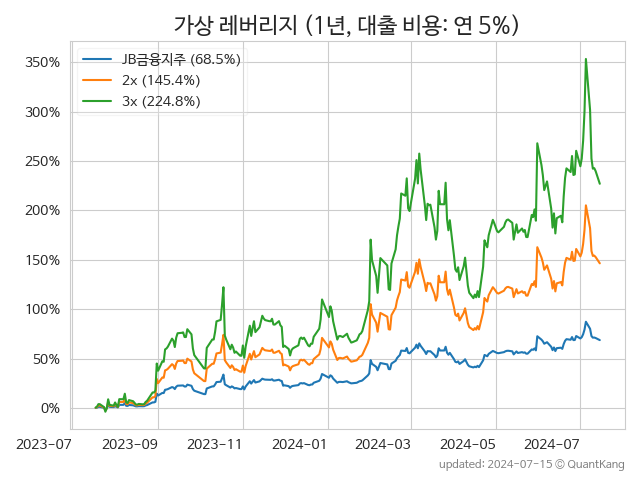 가상 레버리지 (1년, 대출 비용: 연 5%)
JB금융지주 (68.5%)
2x (145.4%)
3x (224.8%)
350%
300%
250%
200%
150%
100%
50%
0%
2023-07 2023-09 2023-11 2024-01 2024-03 2024-05 2024-07
updated: 2024-07-15 © QuantKang